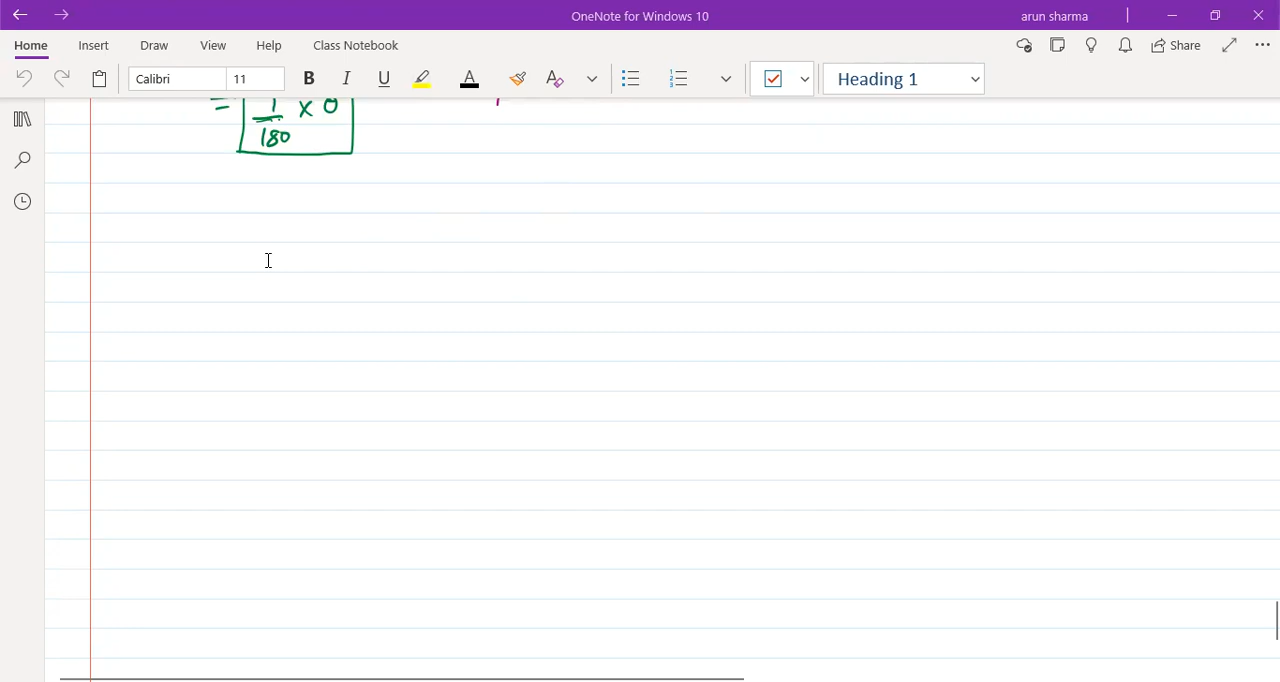 OneNote for Windows 10
arun sharma
Home Insert Draw View Help Class Notebook
Share
Calibri 11 B I U A A Heading 1
= 1/180 × θ